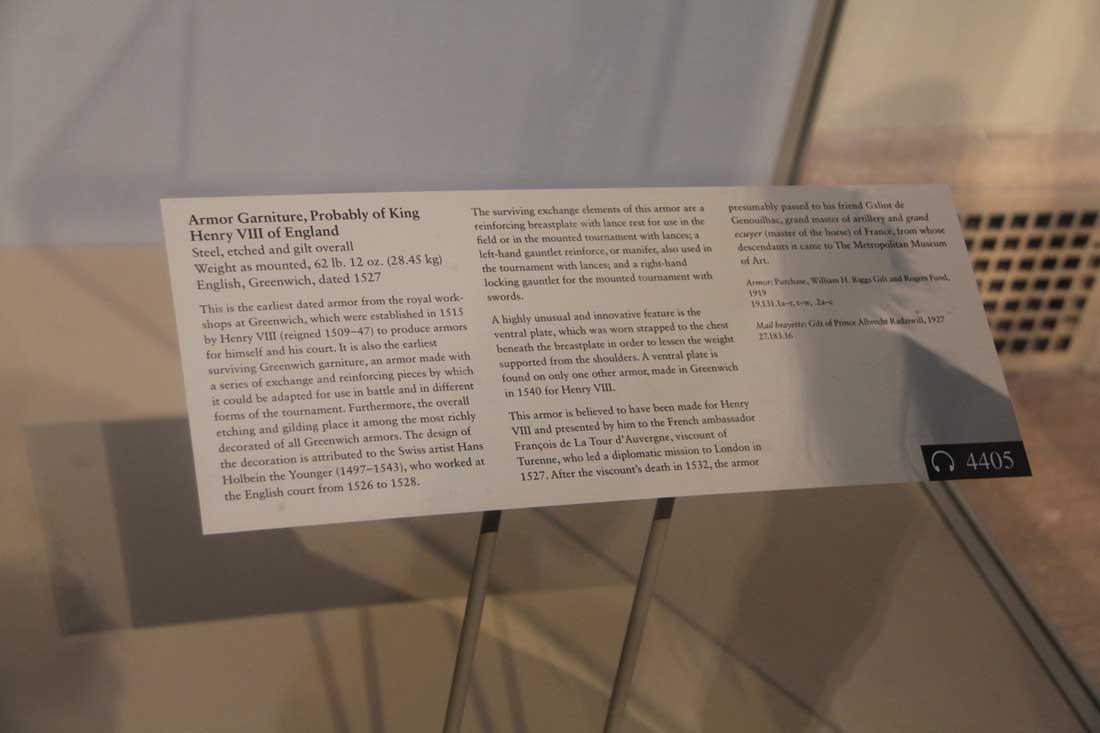 Armor Garniture, Probably of King
Henry VIII of England
Steel, etched and gilt overall
Weight as mounted, 62 lb. 12 oz. (28.45 kg)
English, Greenwich, dated 1527
This is the earliest dated armor from the royal work-
shops at Greenwich, which were established in 1515
by Henry VIII (reigned 1509–47) to produce armors
for himself and his court. It is also the earliest
surviving Greenwich garniture, an armor made with
a series of exchange and reinforcing pieces by which
it could be adapted for use in battle and in different
forms of the tournament. Furthermore, the overall
etching and gilding place it among the most richly
decorated of all Greenwich armors. The design of
the decoration is attributed to the Swiss artist Hans
Holbein the Younger (1497–1543), who worked at
the English court from 1526 to 1528.
The surviving exchange elements of this armor are a
reinforcing breastplate with lance rest for use in the
field or in the mounted tournament with lances; a
left-hand gauntlet reinforce, or manifer, also used in
the tournament with lances; and a right-hand
locking gauntlet for the mounted tournament with
swords.
A highly unusual and innovative feature is the
ventral plate, which was worn strapped to the chest
beneath the breastplate in order to lessen the weight
supported from the shoulders. A ventral plate is
found on only one other armor, made in Greenwich
in 1540 for Henry VIII.
This armor is believed to have been made for Henry
VIII and presented by him to the French ambassador
François de La Tour d'Auvergne, viscount of
Turenne, who led a diplomatic mission to London in
1527. After the viscount's death in 1532, the armor
presumably passed to his friend Galiot de
Genouilhac, grand master of artillery and grand
ecuyer (master of the horse) of France, from whose
descendants it came to The Metropolitan Museum
of Art.
Armor: Purchase, William H. Riggs Gift and Rogers Fund,
1919
19.131.1a–r, t–w, .2a–c
Mail brayette: Gift of Prince Albrecht Radziwill, 1927
27.183.16
4405